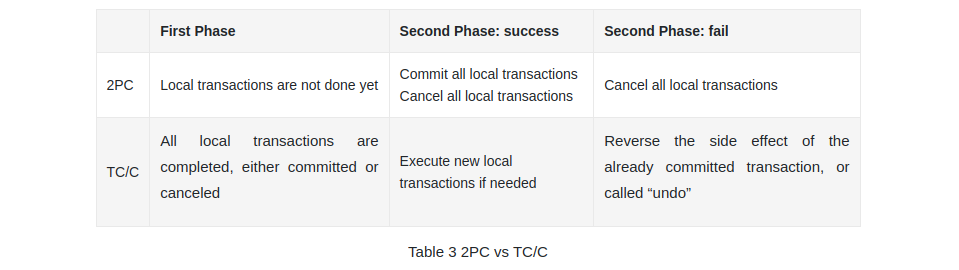 First Phase
Second Phase: success
Second Phase: fail
2PC
Local transactions are not done yet
Commit all local transactions
Cancel all local transactions
Cancel all local transactions
TC/C
All local transactions are
completed, either committed or
canceled
Execute new local
transactions if needed
Reverse the side effect of the
already committed transaction, or
called “undo”
Table 3 2PC vs TC/C